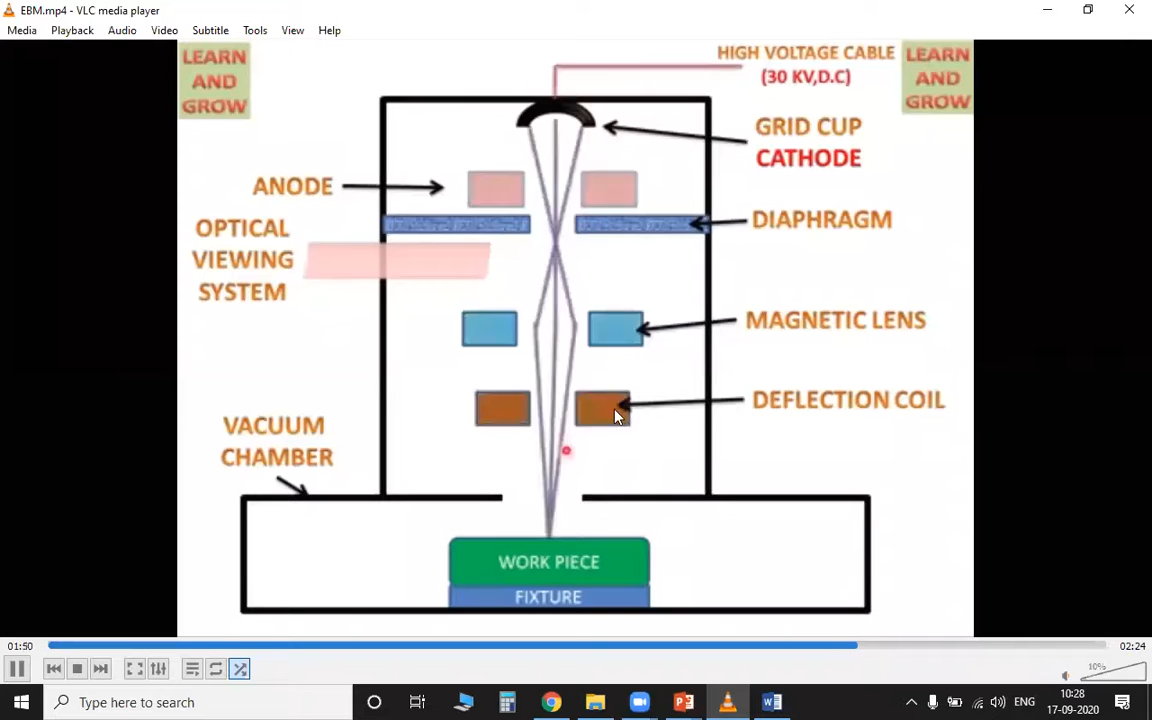 EBM.mp4 - VLC media player
Media Playback Audio Video Subtitle Tools View Help
LEARN
AND
GROW
HIGH VOLTAGE CABLE
(30 KV,D.C)
LEARN
AND
GROW
GRID CUP
CATHODE
ANODE
DIAPHRAGM
OPTICAL
VIEWING
SYSTEM
MAGNETIC LENS
DEFLECTION COIL
VACUUM
CHAMBER
WORK PIECE
FIXTURE
01:50
02:24
10%
Type here to search
ENG
10:28
17-09-2020